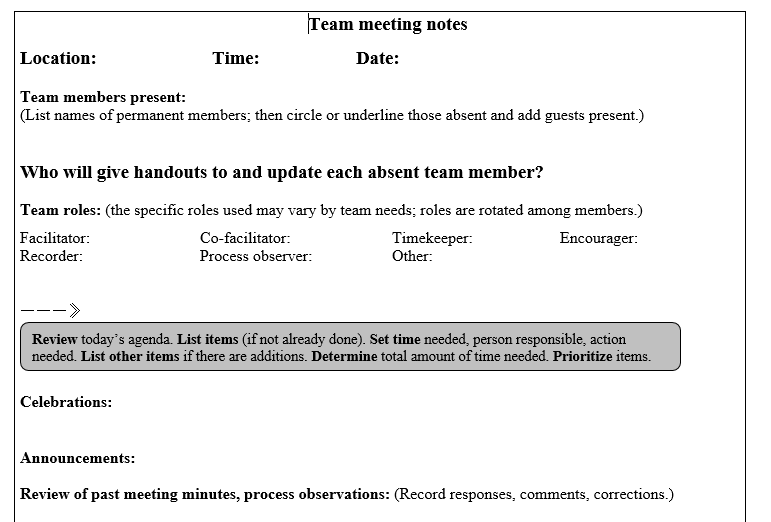 Team meeting notes
Location: Time: Date:
Team members present:
(List names of permanent members; then circle or underline those absent and add guests present.)
Who will give handouts to and update each absent team member?
Team roles: (the specific roles used may vary by team needs; roles are rotated among members.)
Facilitator: Co-facilitator: Timekeeper: Encourager:
Recorder: Process observer: Other:
Review today’s agenda. List items (if not already done). Set time needed, person responsible, action
needed. List other items if there are additions. Determine total amount of time needed. Prioritize items.
Celebrations:
Announcements:
Review of past meeting minutes, process observations: (Record responses, comments, corrections.)